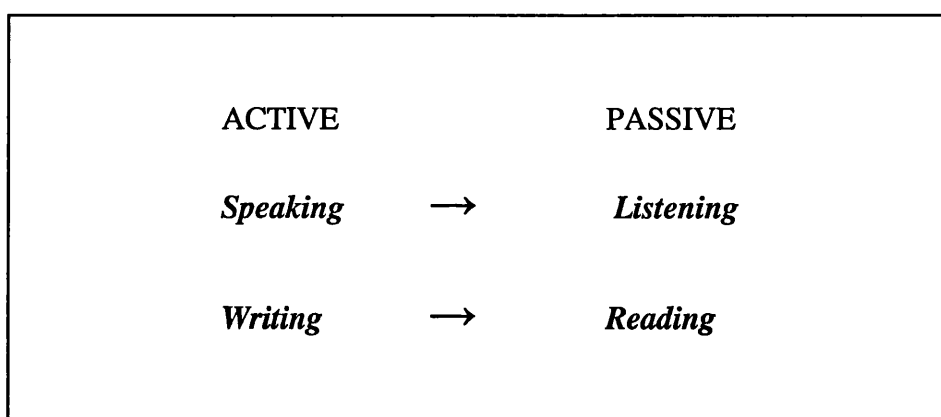 ACTIVE PASSIVE
Speaking → Listening
Writing → Reading